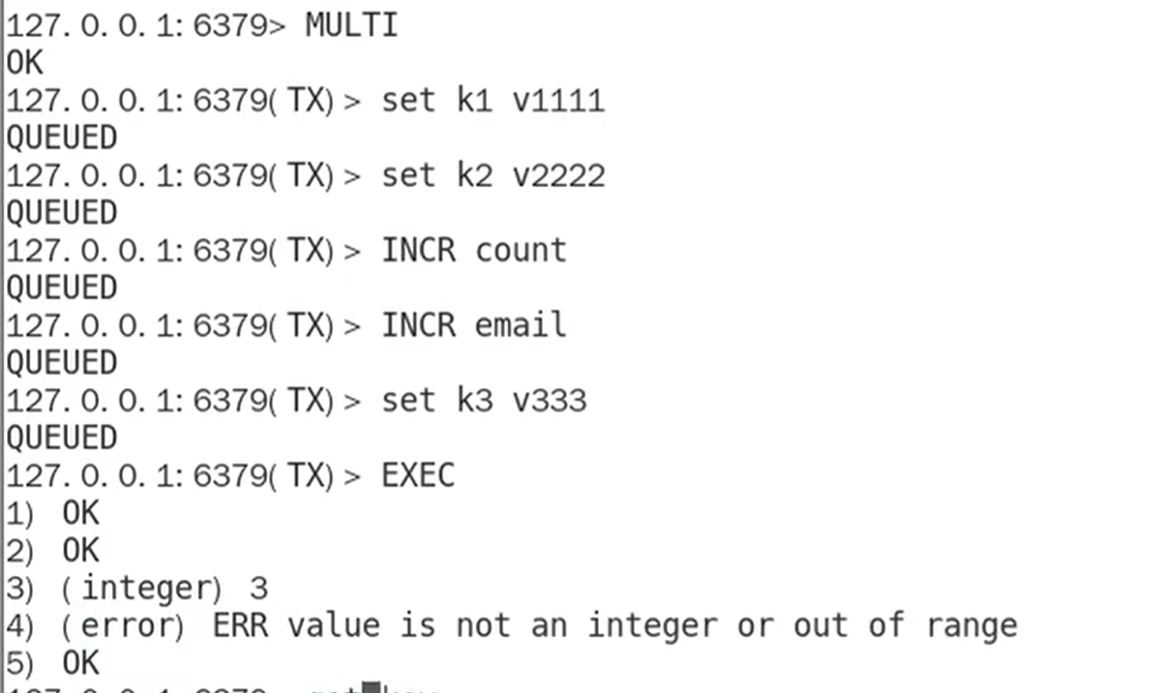 127.0.0.1:6379> MULTI
OK
127.0.0.1:6379(TX)> set k1 v1111
QUEUED
127.0.0.1:6379(TX)> set k2 v2222
QUEUED
127.0.0.1:6379(TX)> INCR count
QUEUED
127.0.0.1:6379(TX)> INCR email
QUEUED
127.0.0.1:6379(TX)> set k3 v333
QUEUED
127.0.0.1:6379(TX)> EXEC
1) OK
2) OK
3) (integer) 3
4) (error) ERR value is not an integer or out of range
5) OK